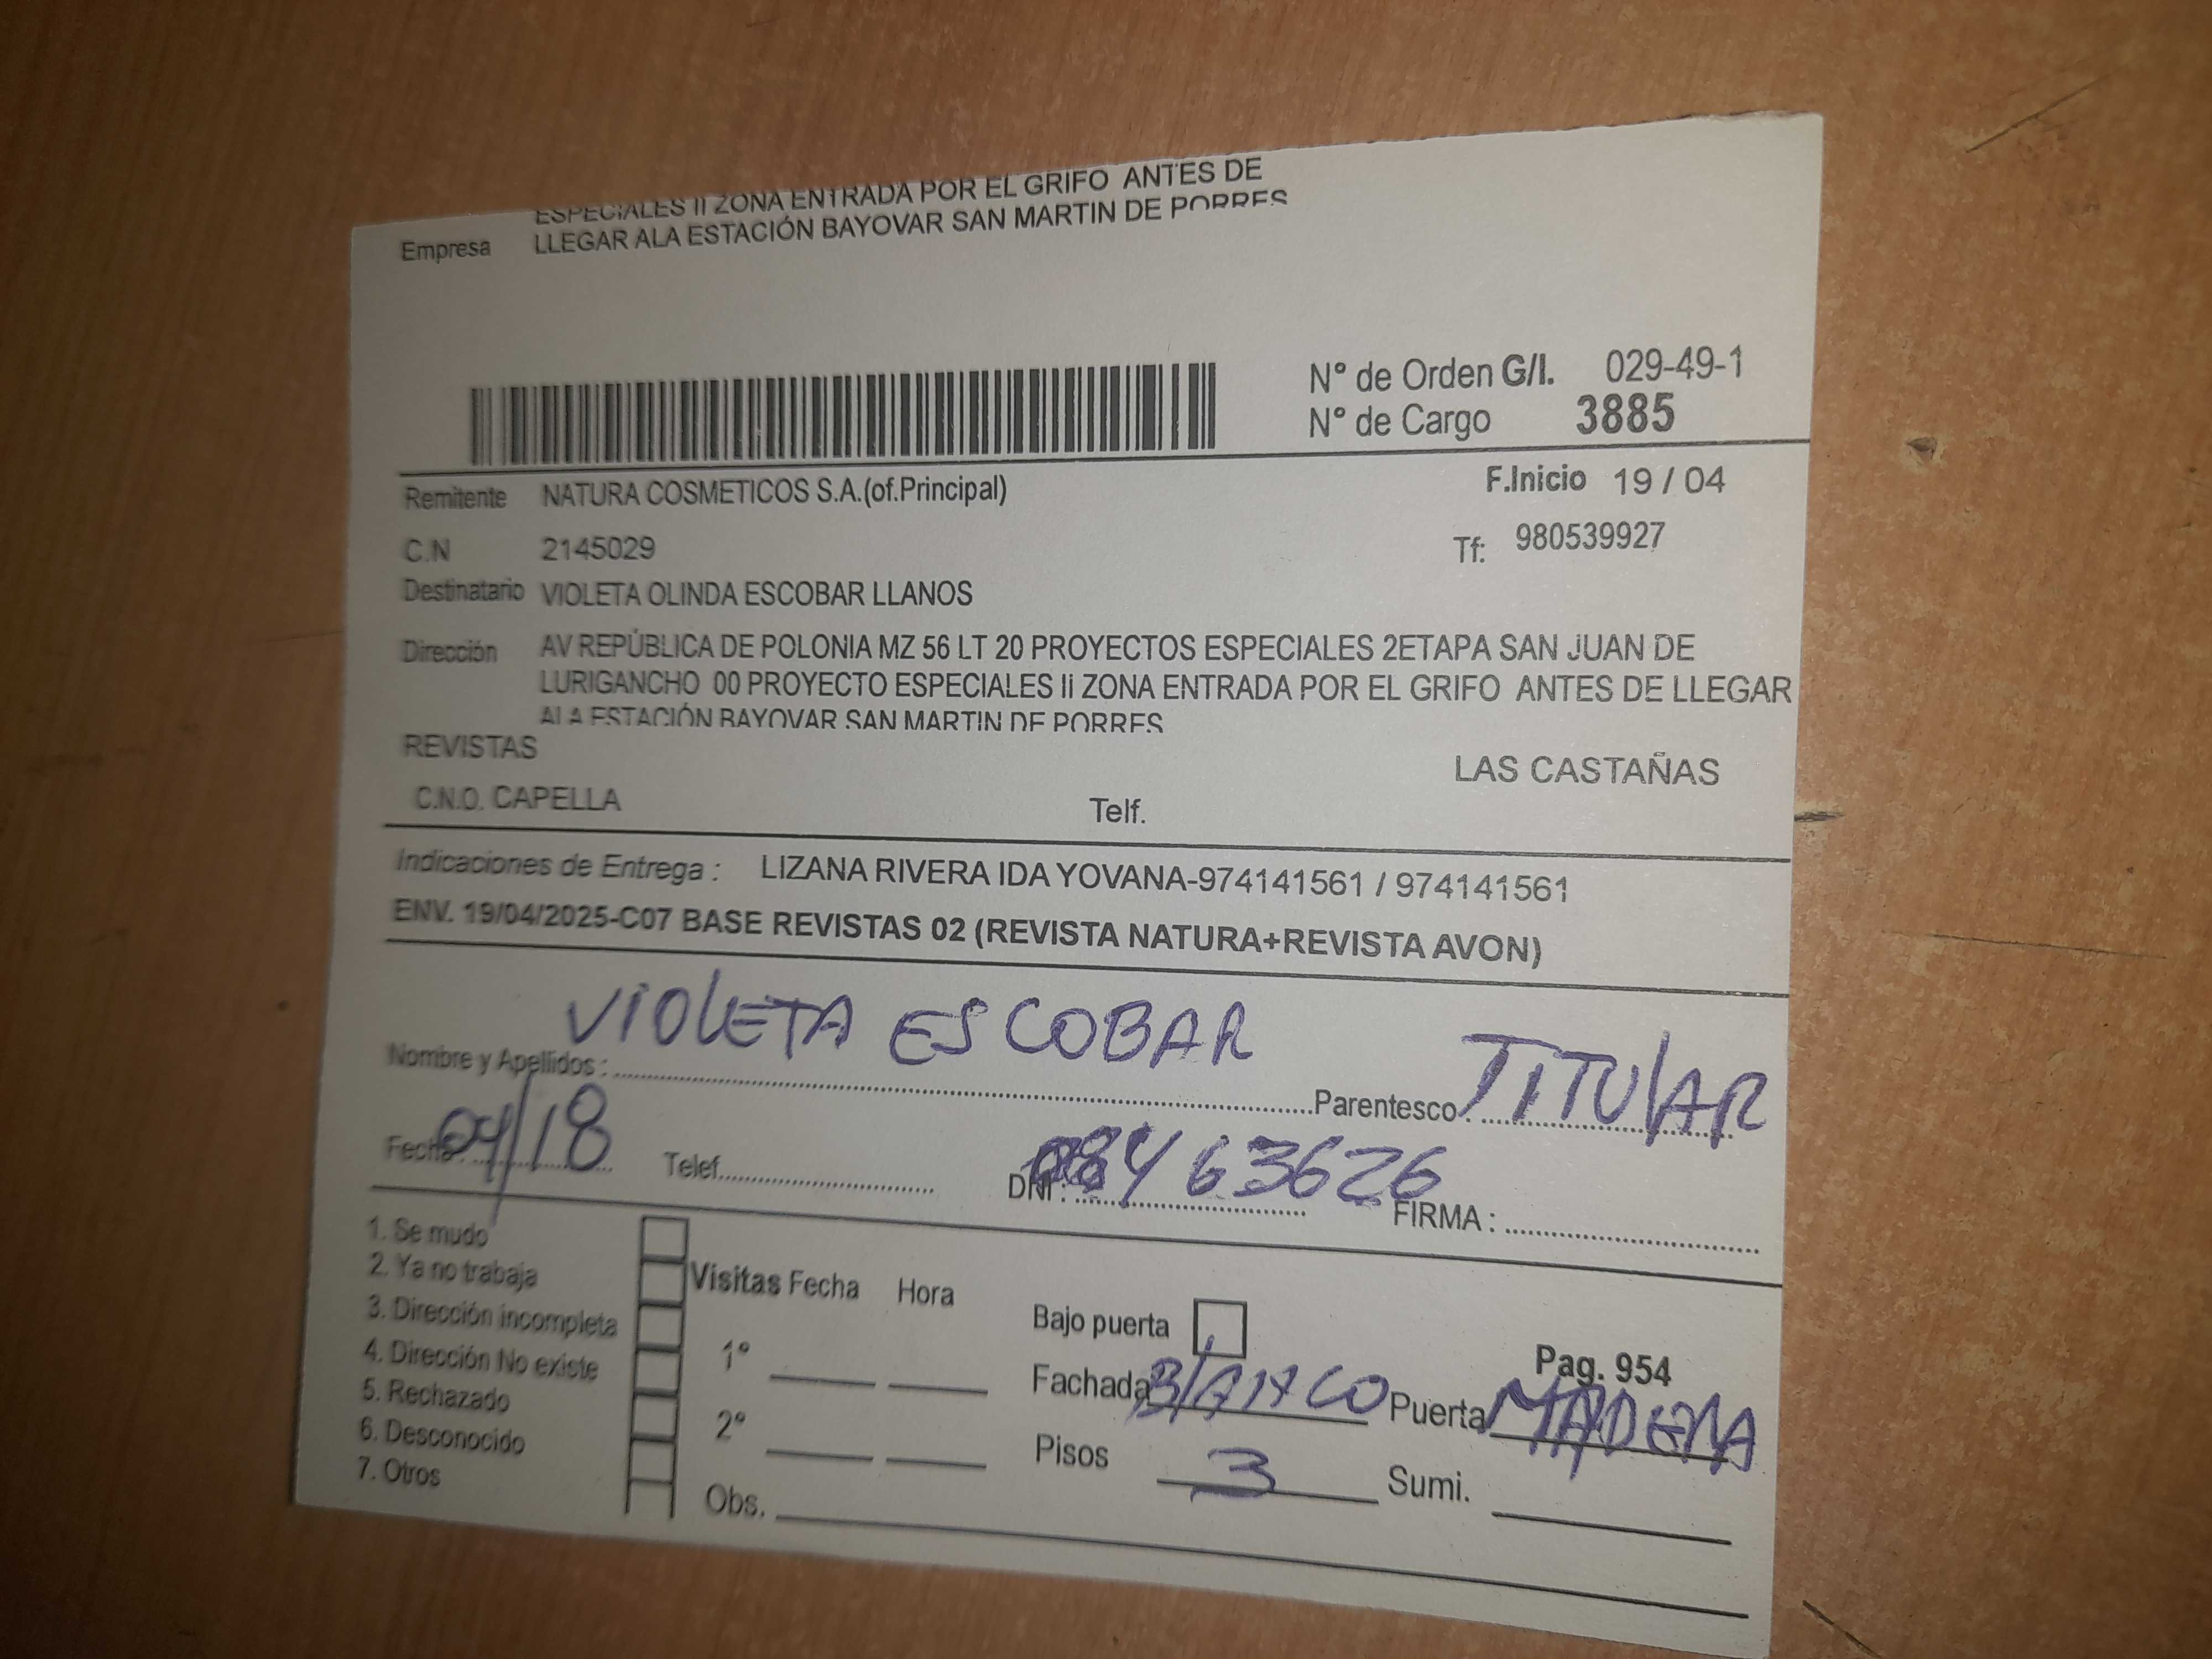 ESPECIALES II ZONA ENTRADA POR EL GRIFO ANTES DE
Empresa LLEGAR ALA ESTACIÓN BAYOVAR SAN MARTIN DE PORRES
N° de Orden G/I. 029-49-1
N° de Cargo 3885
Remitente NATURA COSMETICOS S.A.(of.Principal) F.Inicio 19 / 04
C.N 2145029 Tf: 980539927
Destinatario VIOLETA OLINDA ESCOBAR LLANOS
Dirección AV REPÚBLICA DE POLONIA MZ 56 LT 20 PROYECTOS ESPECIALES 2ETAPA SAN JUAN DE
LURIGANCHO 00 PROYECTO ESPECIALES Ii ZONA ENTRADA POR EL GRIFO ANTES DE LLEGAR
ALA ESTACIÓN BAYOVAR SAN MARTIN DE PORRES
REVISTAS LAS CASTAÑAS
C.N.O. CAPELLA Telf.
Indicaciones de Entrega : LIZANA RIVERA IDA YOVANA-974141561 / 974141561
ENV. 19/04/2025-C07 BASE REVISTAS 02 (REVISTA NATURA+REVISTA AVON)
Nombre y Apellidos : VIOLETA ESCOBAR Parentesco TITULAR
Fecha : 04/18 Telef. DNI : 08463626 FIRMA :
1. Se mudo
2. Ya no trabaja Visitas Fecha Hora
3. Dirección incompleta Bajo puerta Pag. 954
4. Dirección No existe 1° Fachada BLANCO Puerta MADERA
5. Rechazado
6. Desconocido 2° Pisos 3 Sumi.
7. Otros Obs.